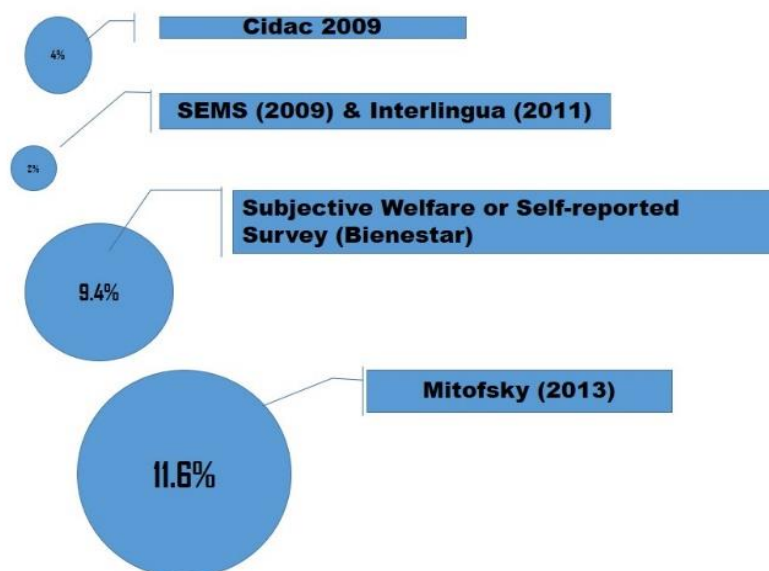 Cidac 2009
4%
SEMS (2009) & Interlingua (2011)
2%
Subjective Welfare or Self-reported
Survey (Bienestar)
9.4%
Mitofsky (2013)
11.6%